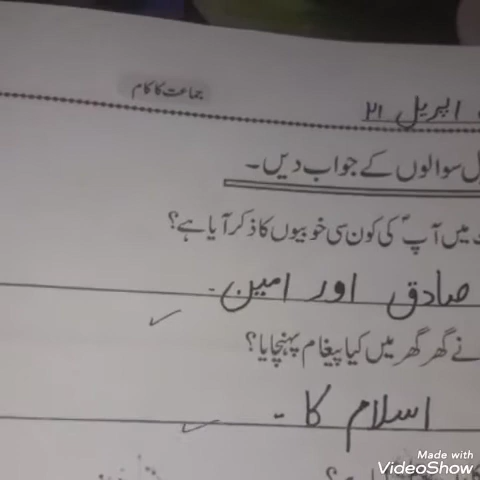 جماعت کا کام
اپریل ۲۱
سوالوں کے جواب دیں۔
میں آپؐ کی کون سی خوبیوں کا ذکر آیا ہے؟
صادق اور امین۔
نے گھر گھر میں کیا پیغام پہنچایا؟
اسلام کا ۔
Made with
VideoShow